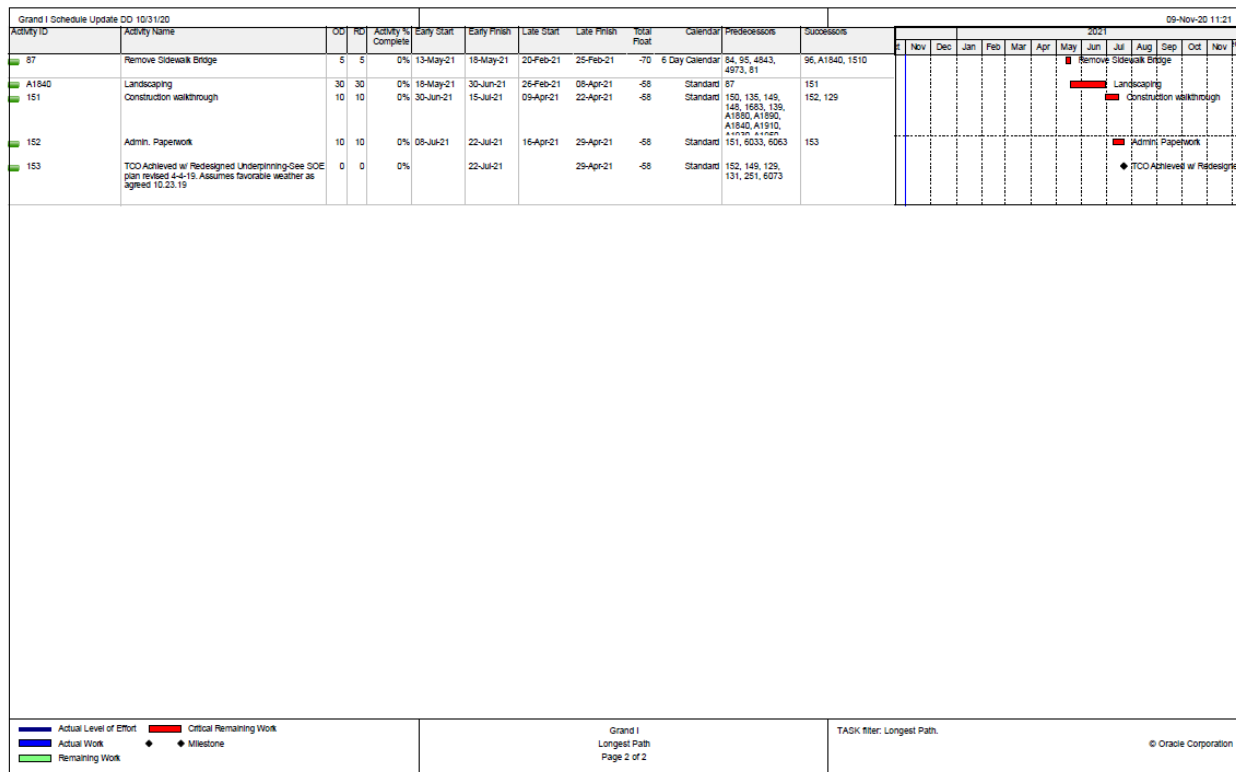 Grand I Schedule Update DD 10/31/20
09-Nov-20 11:21
Activity ID Activity Name OD RD Activity % Complete Early Start Early Finish Late Start Late Finish Total Float Calendar Predecessors Successors
2021
Nov Dec Jan Feb Mar Apr May Jun Jul Aug Sep Oct Nov
87 Remove Sidewalk Bridge 5 5 0% 13-May-21 18-May-21 20-Feb-21 25-Feb-21 -70 6 Day Calendar 84, 95, 4843, 96, A1840, 1510 Remove Sidewalk Bridge
4973, 81
A1840 Landscaping 30 30 0% 18-May-21 30-Jun-21 26-Feb-21 08-Apr-21 -58 Standard 87 151 Landscaping
151 Construction walkthrough 10 10 0% 30-Jun-21 15-Jul-21 09-Apr-21 22-Apr-21 -58 Standard 150, 135, 149, 152, 129 Construction walkthrough
148, 1683, 139,
A1880, A1890,
A1840, A1910,
152 Admin. Paperwork 10 10 0% 08-Jul-21 22-Jul-21 16-Apr-21 29-Apr-21 -58 Standard 151, 6033, 6063 153 Admin. Paperwork
153 TCO Achieved w/ Redesigned Underpinning-See SOE 0 0 0% 22-Jul-21 29-Apr-21 -58 Standard 152, 149, 129, TCO Achieved w/ Redesigne
plan revised 4-4-19. Assumes favorable weather as 131, 251, 6073
agreed 10.23.19
Actual Level of Effort Critical Remaining Work
Actual Work Milestone
Remaining Work
Grand I
Longest Path
Page 2 of 2
TASK filter: Longest Path.
© Oracle Corporation